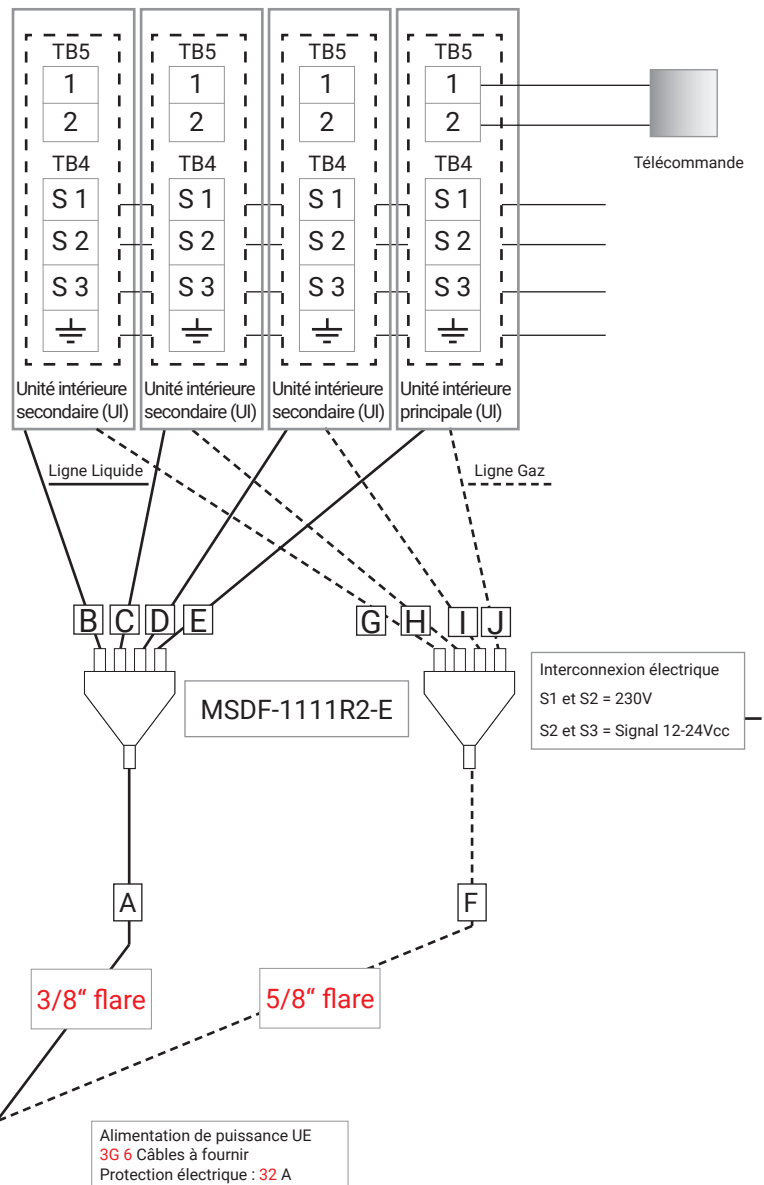 TB5 TB5 TB5 TB5
1 1 1 1
2 2 2 2
Télécommande
TB4 TB4 TB4 TB4
S 1 S 1 S 1 S 1
S 2 S 2 S 2 S 2
S 3 S 3 S 3 S 3
Unité intérieure
secondaire (UI)
Unité intérieure
secondaire (UI)
Unité intérieure
secondaire (UI)
Unité intérieure
principale (UI)
Ligne Liquide
Ligne Gaz
B C D E G H I J
MSDF-1111R2-E
Interconnexion électrique
S1 et S2 = 230V
S2 et S3 = Signal 12-24Vcc
A F
3/8“ flare
5/8“ flare
Alimentation de puissance UE
3G 6 Câbles à fournir
Protection électrique : 32 A